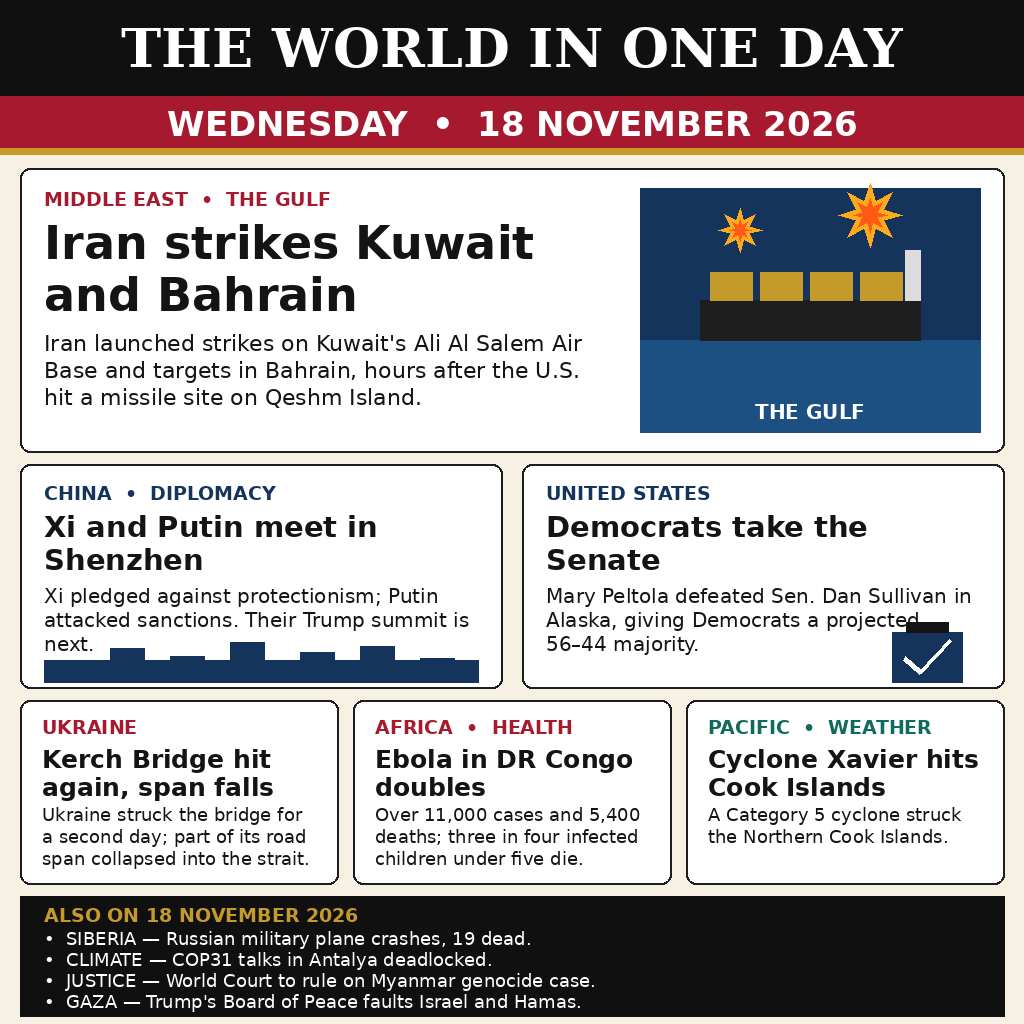 THE WORLD IN ONE DAY
WEDNESDAY • 18 NOVEMBER 2026
MIDDLE EAST • THE GULF
Iran strikes Kuwait
and Bahrain
Iran launched strikes on Kuwait's Ali Al Salem Air
Base and targets in Bahrain, hours after the U.S.
hit a missile site on Qeshm Island.
THE GULF
CHINA • DIPLOMACY
Xi and Putin meet in
Shenzhen
Xi pledged against protectionism; Putin
attacked sanctions. Their Trump summit is
next.
UNITED STATES
Democrats take the
Senate
Mary Peltola defeated Sen. Dan Sullivan in
Alaska, giving Democrats a projected
56–44 majority.
UKRAINE
Kerch Bridge hit
again, span falls
Ukraine struck the bridge for
a second day; part of its road
span collapsed into the strait.
AFRICA • HEALTH
Ebola in DR Congo
doubles
Over 11,000 cases and 5,400
deaths; three in four infected
children under five die.
PACIFIC • WEATHER
Cyclone Xavier hits
Cook Islands
A Category 5 cyclone struck
the Northern Cook Islands.
ALSO ON 18 NOVEMBER 2026
• SIBERIA — Russian military plane crashes, 19 dead.
• CLIMATE — COP31 talks in Antalya deadlocked.
• JUSTICE — World Court to rule on Myanmar genocide case.
• GAZA — Trump's Board of Peace faults Israel and Hamas.